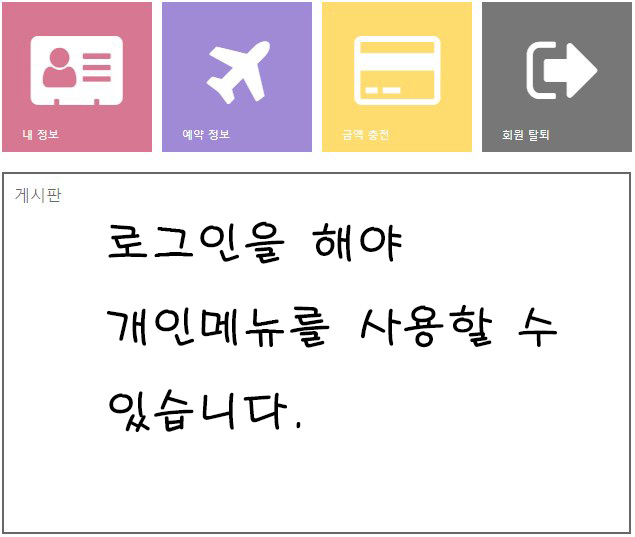 내 정보
예약 정보
금액 충전
회원 탈퇴
게시판
로그인을 해야
개인메뉴를 사용할 수
있습니다.